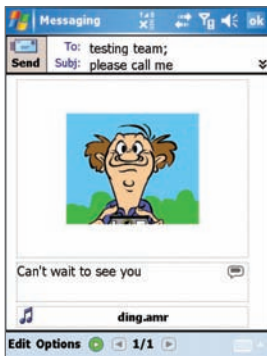 Messaging ok
To: testing team;
Send Subj: please call me
Can't wait to see you
ding.amr
Edit Options 1/1